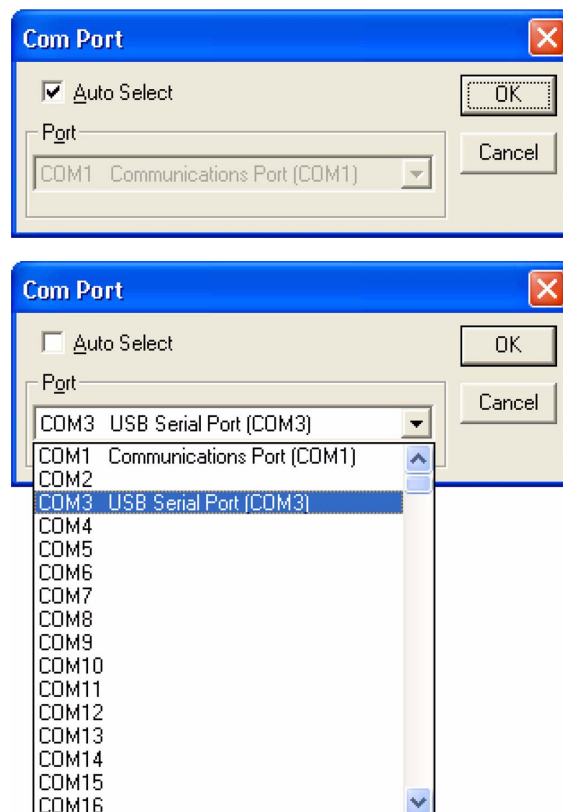 Com Port
Auto Select
OK
Port
Cancel
COM1 Communications Port (COM1)
Com Port
Auto Select
OK
Port
Cancel
COM3 USB Serial Port (COM3)
COM1 Communications Port (COM1)
COM2
COM3 USB Serial Port (COM3)
COM4
COM5
COM6
COM7
COM8
COM9
COM10
COM11
COM12
COM13
COM14
COM15
COM16